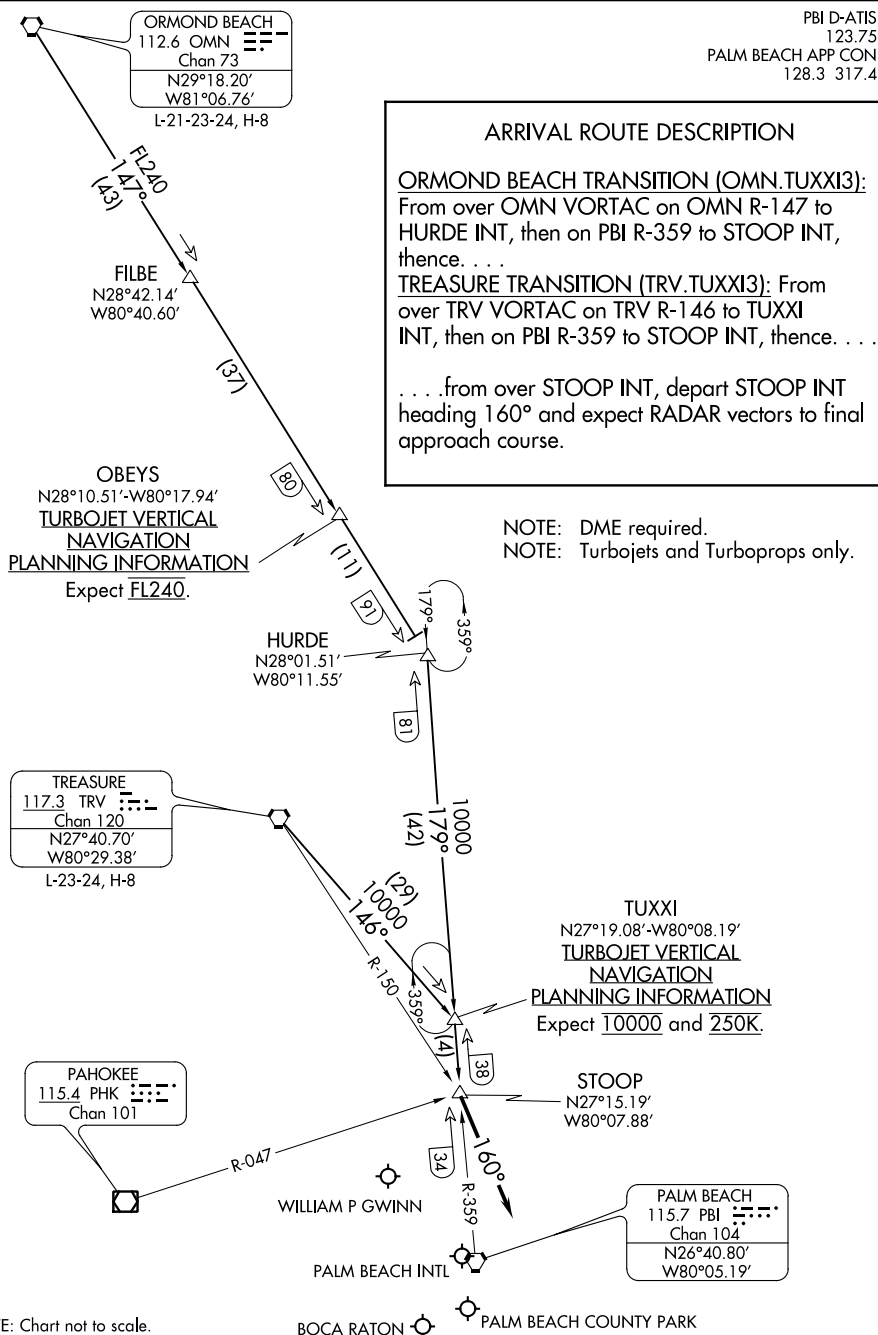 ORMOND BEACH
112.6 OMN
Chan 73
N29°18.20′
W81°06.76′
L-21-23-24, H-8
PBI D-ATIS
123.75
PALM BEACH APP CON
128.3 317.4
ARRIVAL ROUTE DESCRIPTION
ORMOND BEACH TRANSITION (OMN.TUXXI3):
From over OMN VORTAC on OMN R-147 to
HURDE INT, then on PBI R-359 to STOOP INT,
thence. . . .
TREASURE TRANSITION (TRV.TUXXI3): From
over TRV VORTAC on TRV R-146 to TUXXI
INT, then on PBI R-359 to STOOP INT, thence. . . .
. . . .from over STOOP INT, depart STOOP INT
heading 160° and expect RADAR vectors to final
approach course.
FL240
147°
(43)
FILBE
N28°42.14′
W80°40.60′
(37)
OBEYS
N28°10.51′-W80°17.94′
TURBOJET VERTICAL
NAVIGATION
PLANNING INFORMATION
Expect FL240.
80
(11)
91
NOTE: DME required.
NOTE: Turbojets and Turboprops only.
HURDE
N28°01.51′
W80°11.55′
179°
359°
81
10000
179°
(42)
TREASURE
117.3 TRV
Chan 120
N27°40.70′
W80°29.38′
L-23-24, H-8
(29)
10000
146°
R-150
359°
TUXXI
N27°19.08′-W80°08.19′
TURBOJET VERTICAL
NAVIGATION
PLANNING INFORMATION
Expect 10000 and 250K.
(4)
38
PAHOKEE
115.4 PHK
Chan 101
STOOP
N27°15.19′
W80°07.88′
R-047
34
160°
R-359
WILLIAM P GWINN
PALM BEACH
115.7 PBI
Chan 104
N26°40.80′
W80°05.19′
PALM BEACH INTL
PALM BEACH COUNTY PARK
BOCA RATON
E: Chart not to scale.